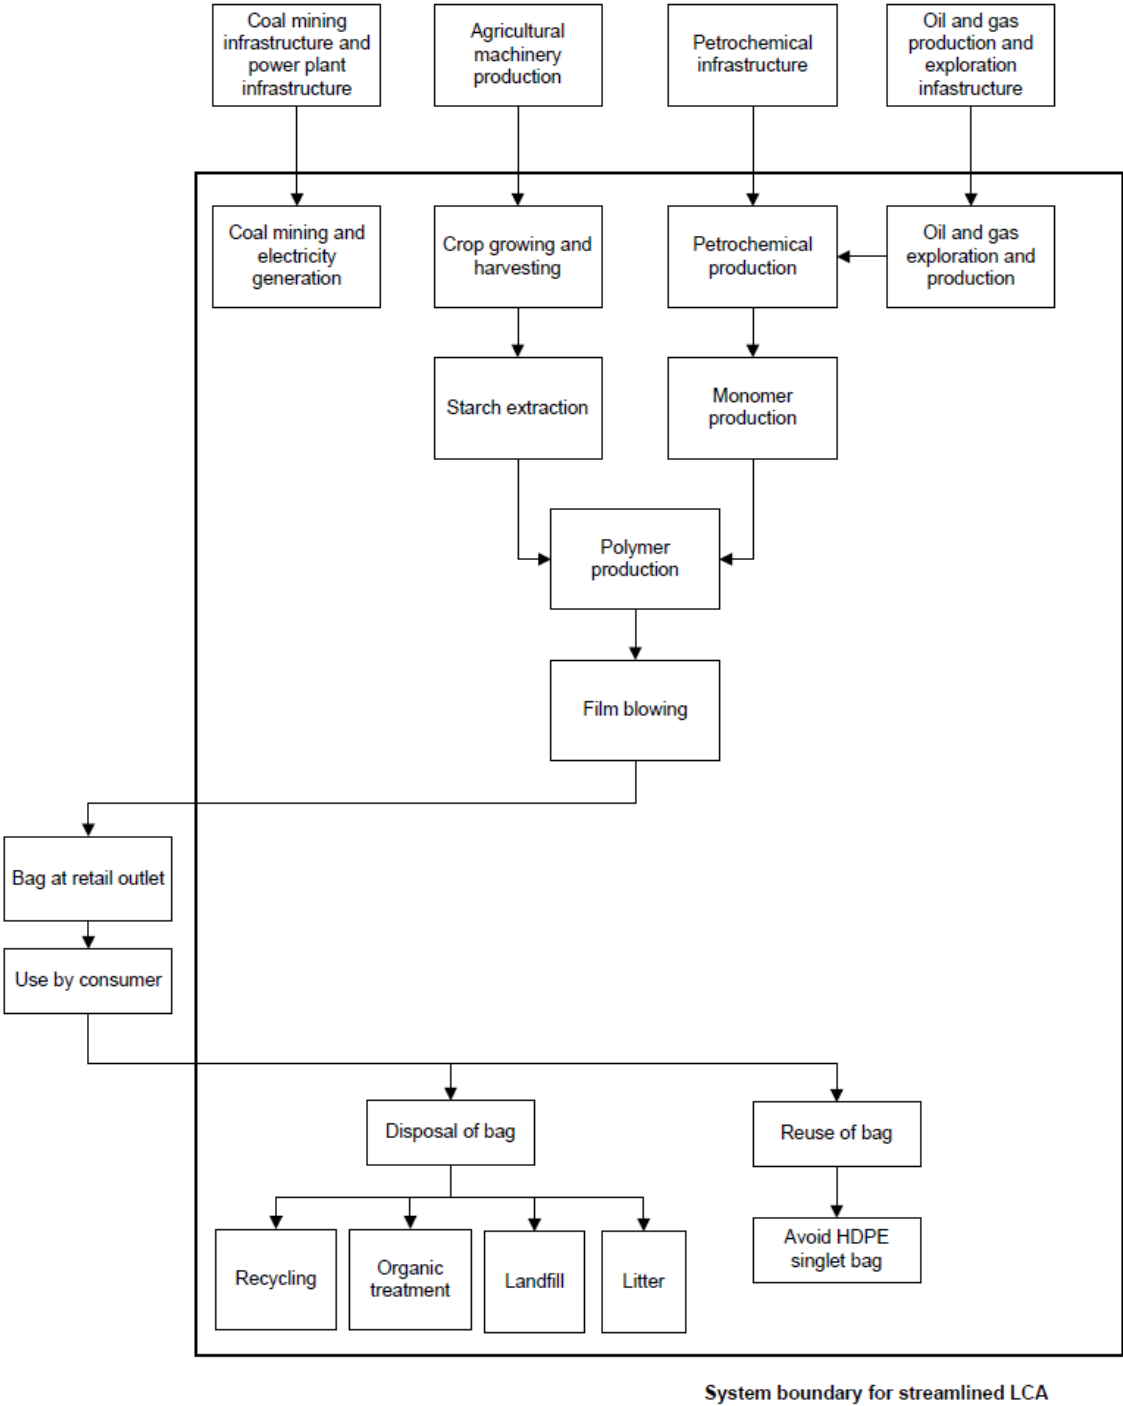 Coal mining
infrastructure and
power plant
infrastructure
Agricultural
machinery
production
Petrochemical
infrastructure
Oil and gas
production and
exploration
infastructure
Coal mining and
electricity
generation
Crop growing and
harvesting
Petrochemical
production
Oil and gas
exploration and
production
Starch extraction
Monomer
production
Polymer
production
Film blowing
Bag at retail outlet
Use by consumer
Disposal of bag
Reuse of bag
Recycling
Organic
treatment
Landfill
Litter
Avoid HDPE
singlet bag
System boundary for streamlined LCA